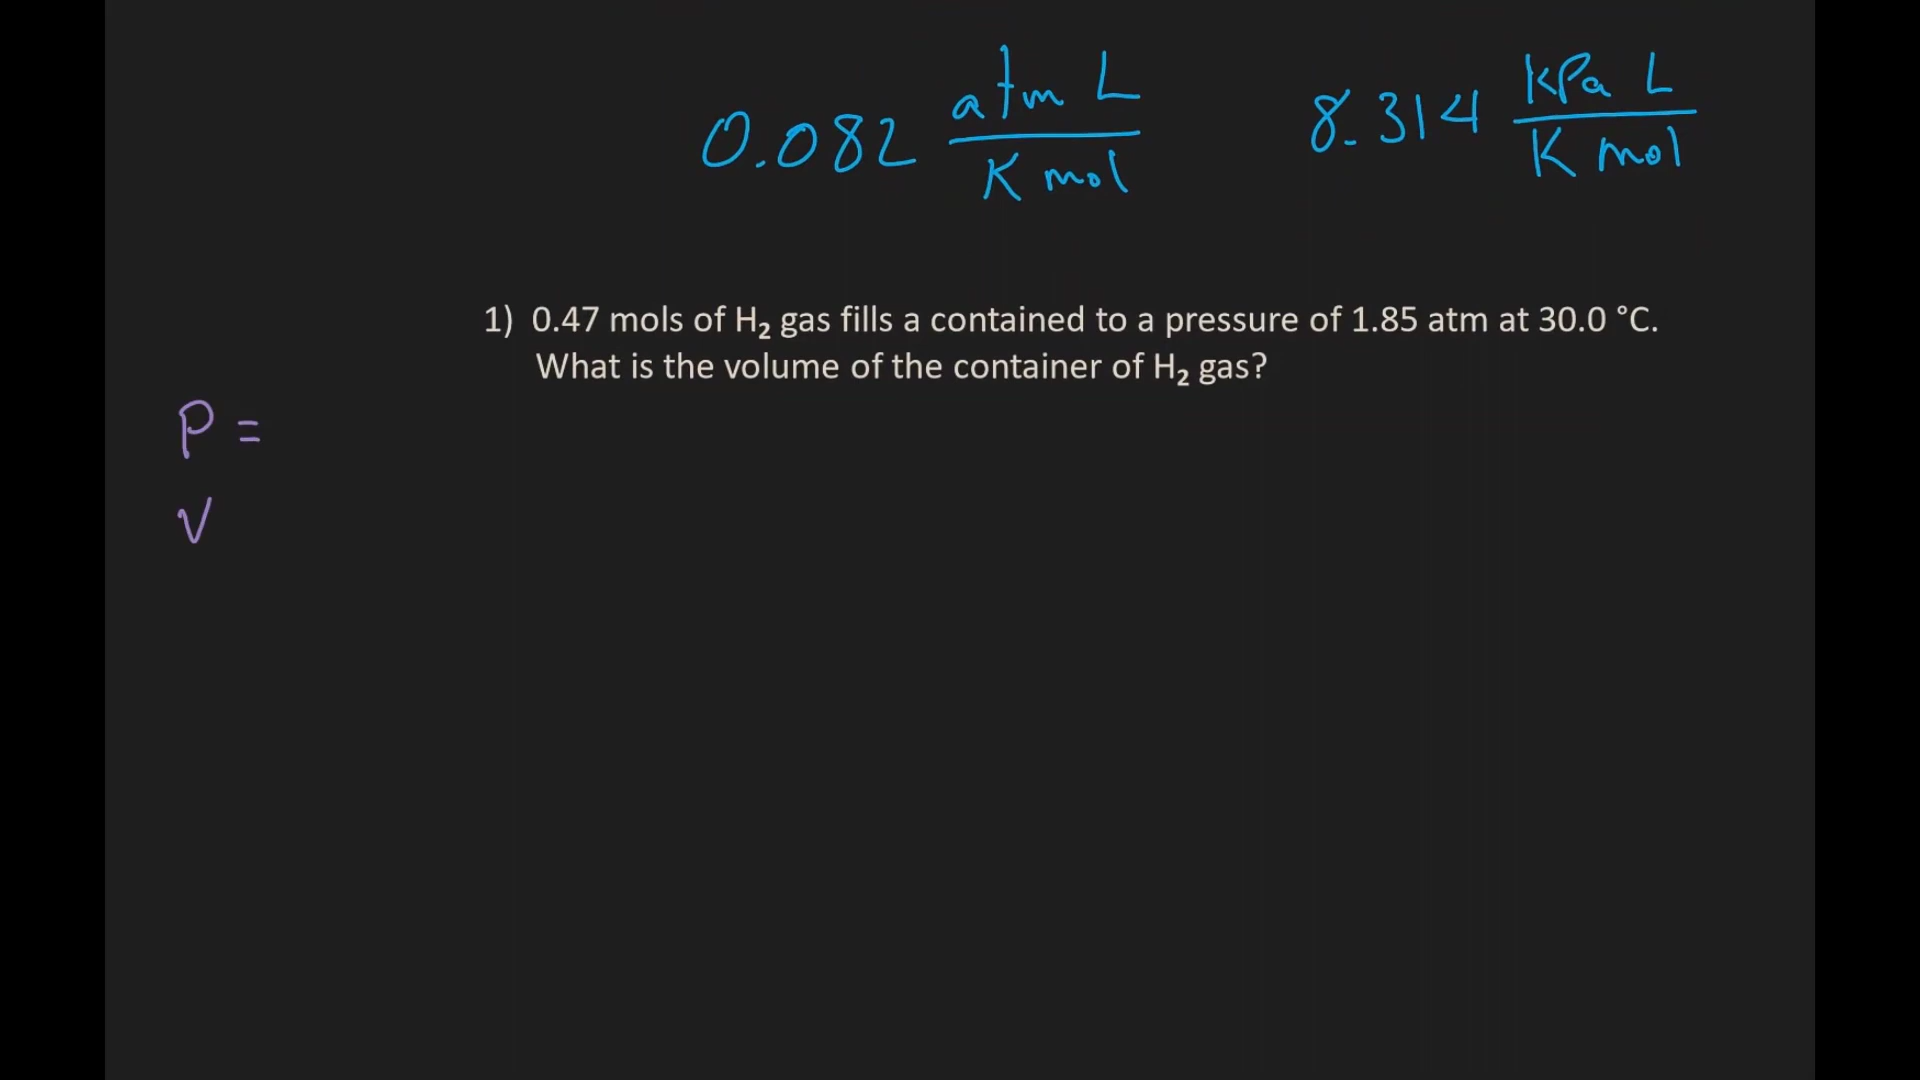 0.082 atm L / K mol
8.314 kPa L / K mol
1) 0.47 mols of H₂ gas fills a contained to a pressure of 1.85 atm at 30.0 °C.
What is the volume of the container of H₂ gas?
P =
V